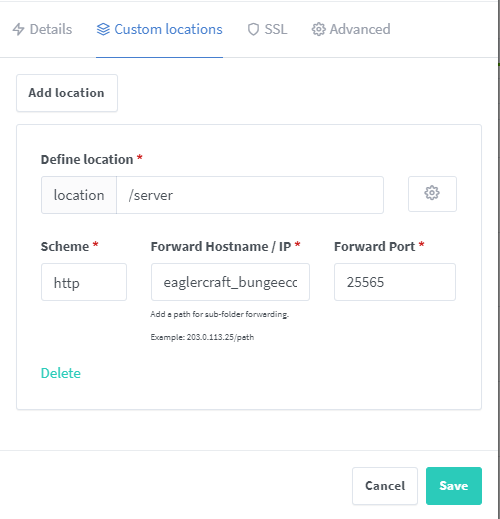 Details Custom locations SSL Advanced
Add location
Define location *
location /server
Scheme * Forward Hostname / IP * Forward Port *
http eaglercraft_bungeecc 25565
Add a path for sub-folder forwarding.
Example: 203.0.113.25/path
Delete
Cancel Save